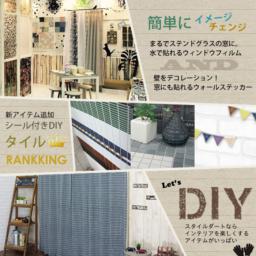 簡単に イメージ
チェンジ
まるでステンドグラスの窓に。
水で貼れるウィンドウフィルム
AND
壁をデコレーション！
窓にも貼れるウォールステッカー
新アイテム追加
シール付きDIY
タイル
RANKKING
Let's
DIY
スタイルダートなら
インテリアを楽しくする
アイテムがいっぱい